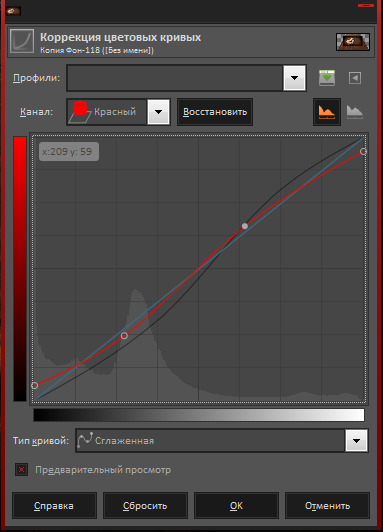 Коррекция цветовых кривых
Копия Фон-118 ([Без имени])
Профили:
Канал: Красный Восстановить
x:209 y: 59
Тип кривой: Сглаженная
Предварительный просмотр
Справка Сбросить OK Отменить